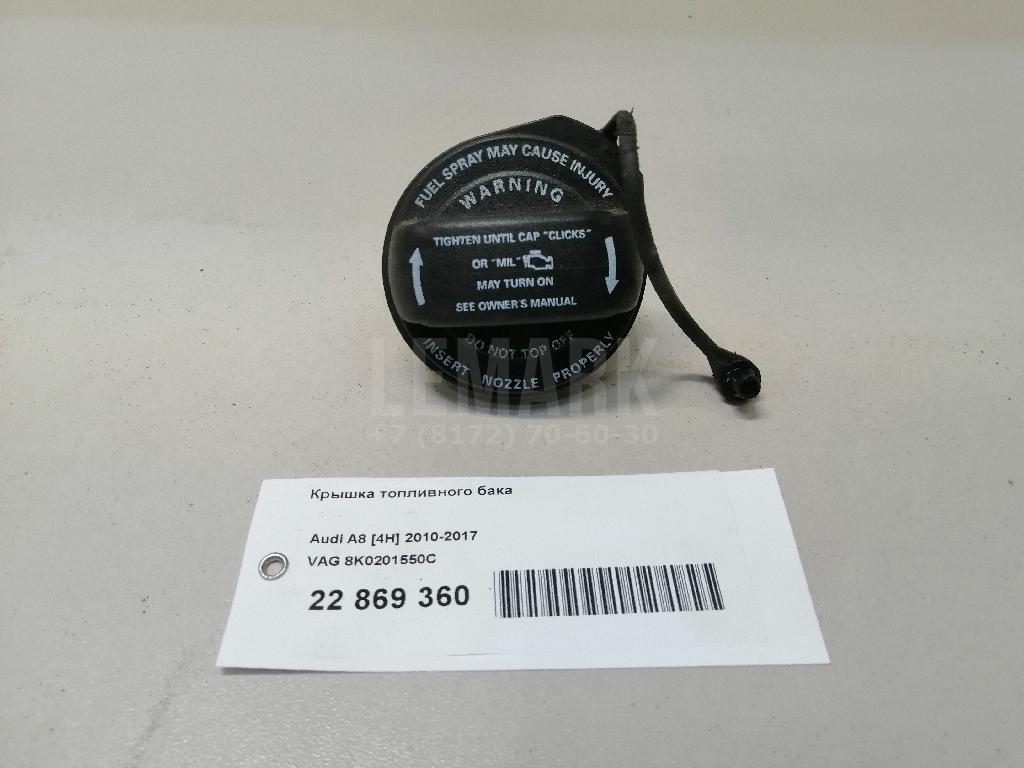 FUEL SPRAY MAY CAUSE INJURY
WARNING
TIGHTEN UNTIL CAP "CLICKS"
OR "MIL"
MAY TURN ON
SEE OWNER'S MANUAL
DO NOT TOP OFF
INSERT NOZZLE PROPERLY
LEMARK
+7 (8172) 70-60-30
Крышка топливного бака
Audi A8 [4H] 2010-2017
VAG 8K0201550C
22 869 360